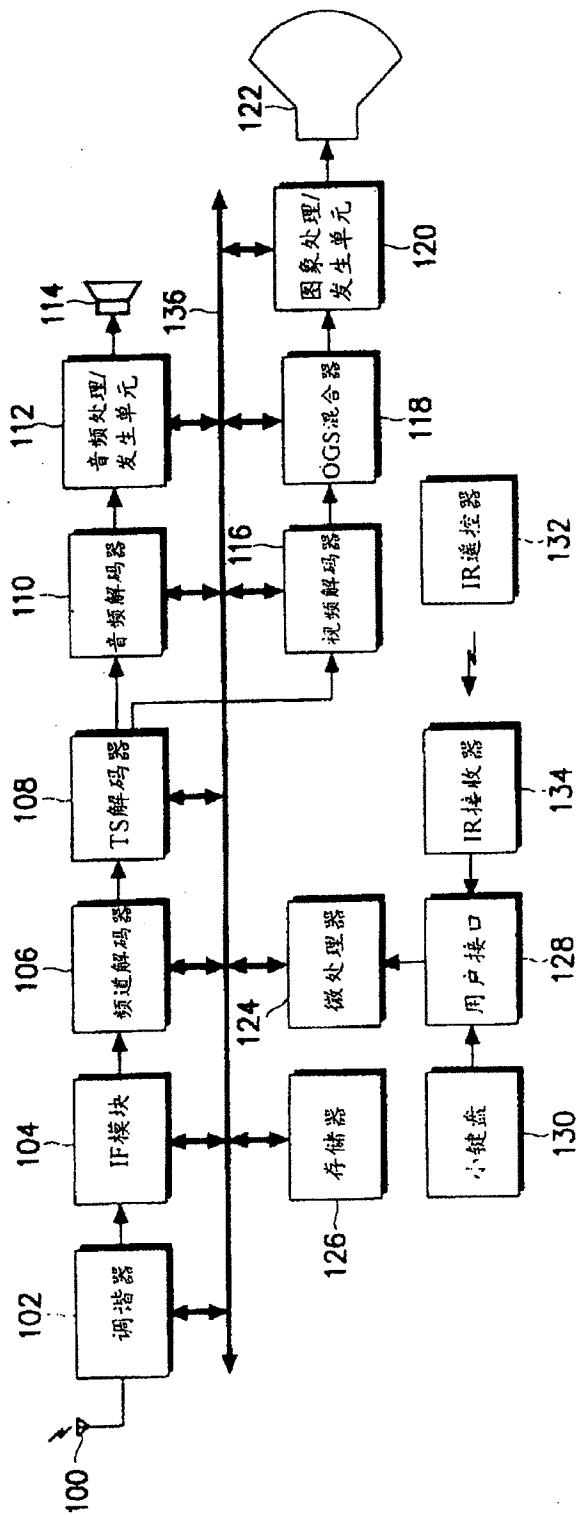 100
102
调谐器
104
IF模块
106
频道解码器
108
TS解码器
110
音频解码器
112
音频处理/
发生单元
114
136
126
存储器
124
微处理器
116
视频解码器
118
OGS混合器
120
图象处理/
发生单元
122
130
小键盘
128
用户接口
134
IR接收器
132
IR遥控器